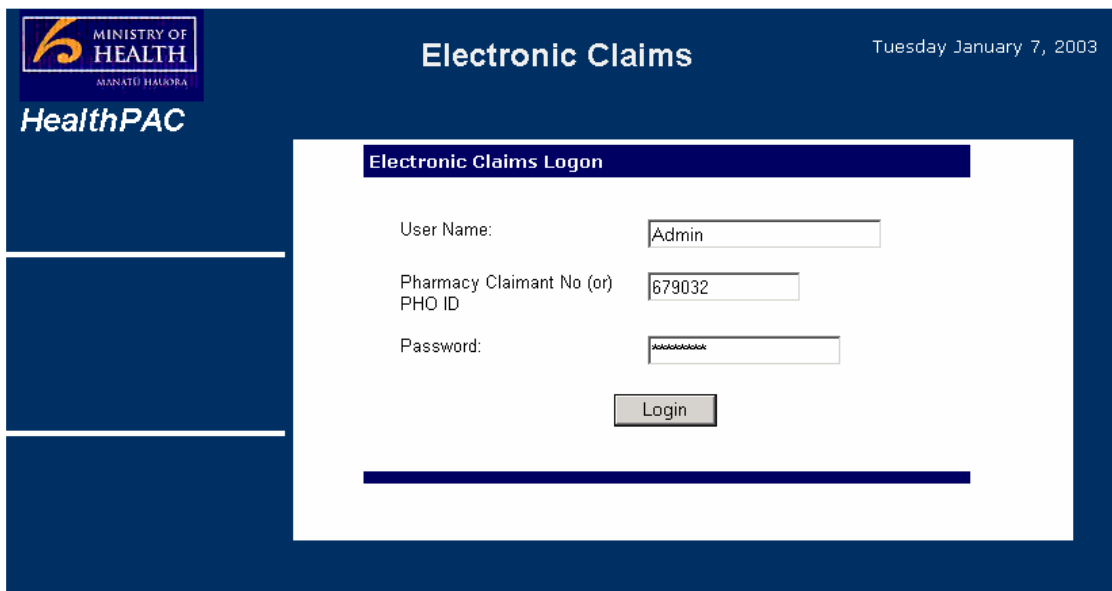 MINISTRY OF
HEALTH
MANATŪ HAUORA
HealthPAC
Electronic Claims
Tuesday January 7, 2003
Electronic Claims Logon
User Name:
Admin
Pharmacy Claimant No (or)
PHO ID
679032
Password:
**********
Login